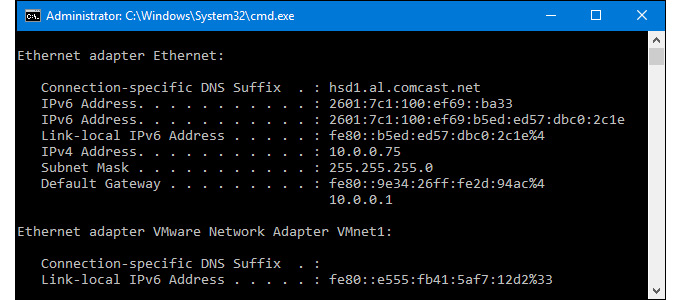 Administrator: C:\Windows\System32\cmd.exe
Ethernet adapter Ethernet:
Connection-specific DNS Suffix  . : hsd1.al.comcast.net
IPv6 Address. . . . . . . . . . . : 2601:7c1:100:ef69::ba33
IPv6 Address. . . . . . . . . . . : 2601:7c1:100:ef69:b5ed:ed57:dbc0:2c1e
Link-local IPv6 Address . . . . . : fe80::b5ed:ed57:dbc0:2c1e%4
IPv4 Address. . . . . . . . . . . : 10.0.0.75
Subnet Mask . . . . . . . . . . . : 255.255.255.0
Default Gateway . . . . . . . . . : fe80::9e34:26ff:fe2d:94ac%4
10.0.0.1
Ethernet adapter VMware Network Adapter VMnet1:
Connection-specific DNS Suffix  . :
Link-local IPv6 Address . . . . . : fe80::e555:fb41:5af7:12d2%33